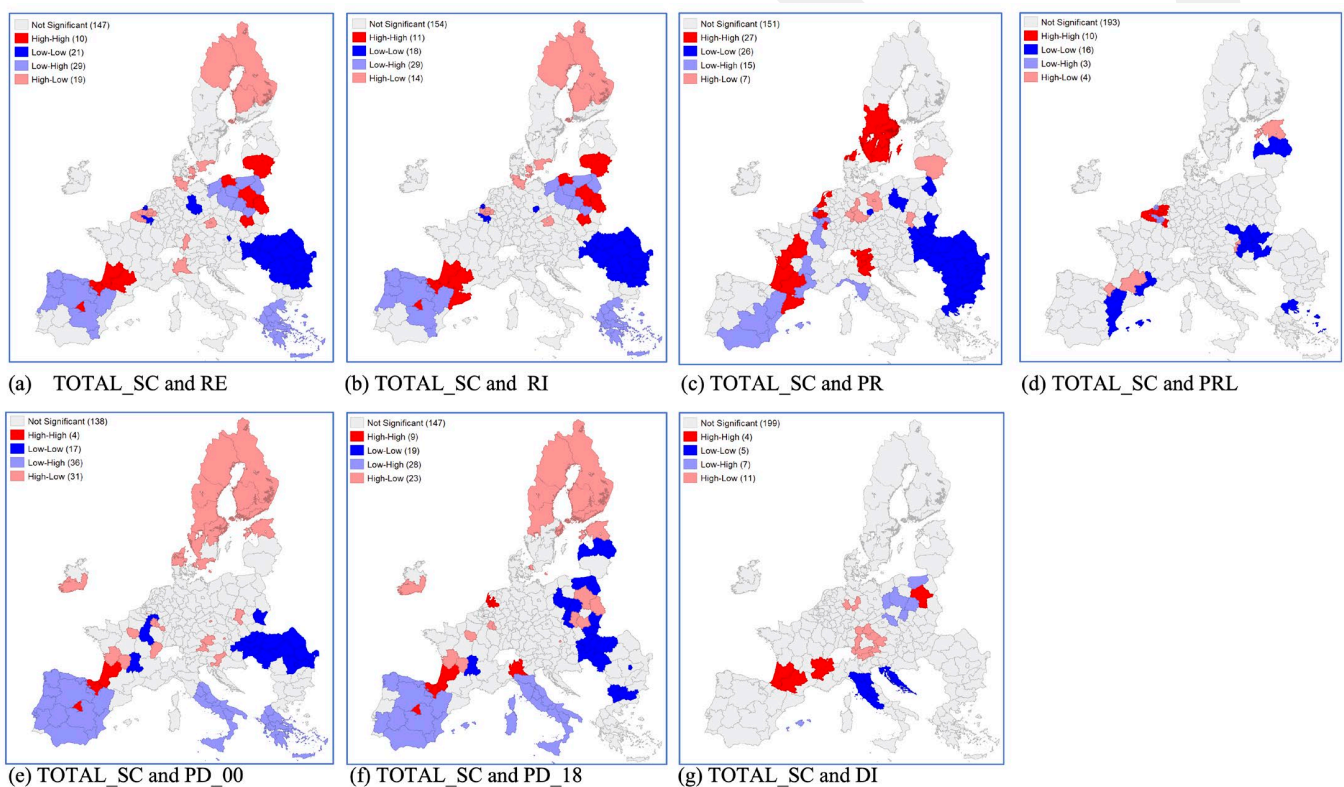 Not Significant (147)
High-High (10)
Low-Low (21)
Low-High (29)
High-Low (19)
Not Significant (154)
High-High (11)
Low-Low (18)
Low-High (29)
High-Low (14)
Not Significant (151)
High-High (27)
Low-Low (26)
Low-High (15)
High-Low (7)
Not Significant (193)
High-High (10)
Low-Low (16)
Low-High (3)
High-Low (4)
(a) TOTAL_SC and RE
(b) TOTAL_SC and RI
(c) TOTAL_SC and PR
(d) TOTAL_SC and PRL
Not Significant (138)
High-High (4)
Low-Low (17)
Low-High (36)
High-Low (31)
Not Significant (147)
High-High (9)
Low-Low (19)
Low-High (28)
High-Low (23)
Not Significant (199)
High-High (4)
Low-Low (5)
Low-High (7)
High-Low (11)
(e) TOTAL_SC and PD_00
(f) TOTAL_SC and PD_18
(g) TOTAL_SC and DI